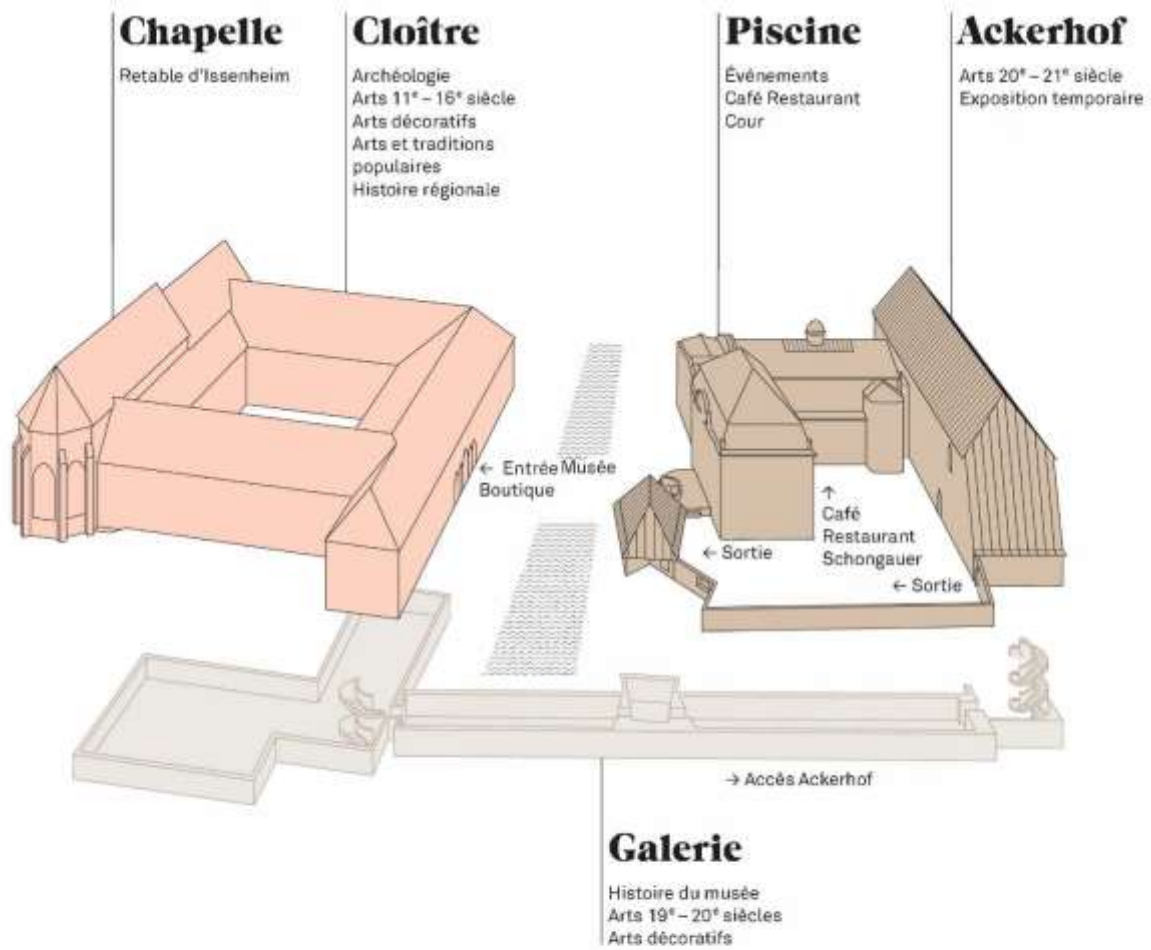 Chapelle
Retable d'Issenheim
Cloître
Archéologie
Arts 11ᵉ – 16ᵉ siècle
Arts décoratifs
Arts et traditions
populaires
Histoire régionale
Piscine
Événements
Café Restaurant
Cour
Ackerhof
Arts 20ᵉ – 21ᵉ siècle
Exposition temporaire
← Entrée Musée
Boutique
↑
Café
Restaurant
Schongauer
← Sortie
← Sortie
→ Accès Ackerhof
Galerie
Histoire du musée
Arts 19ᵉ – 20ᵉ siècles
Arts décoratifs